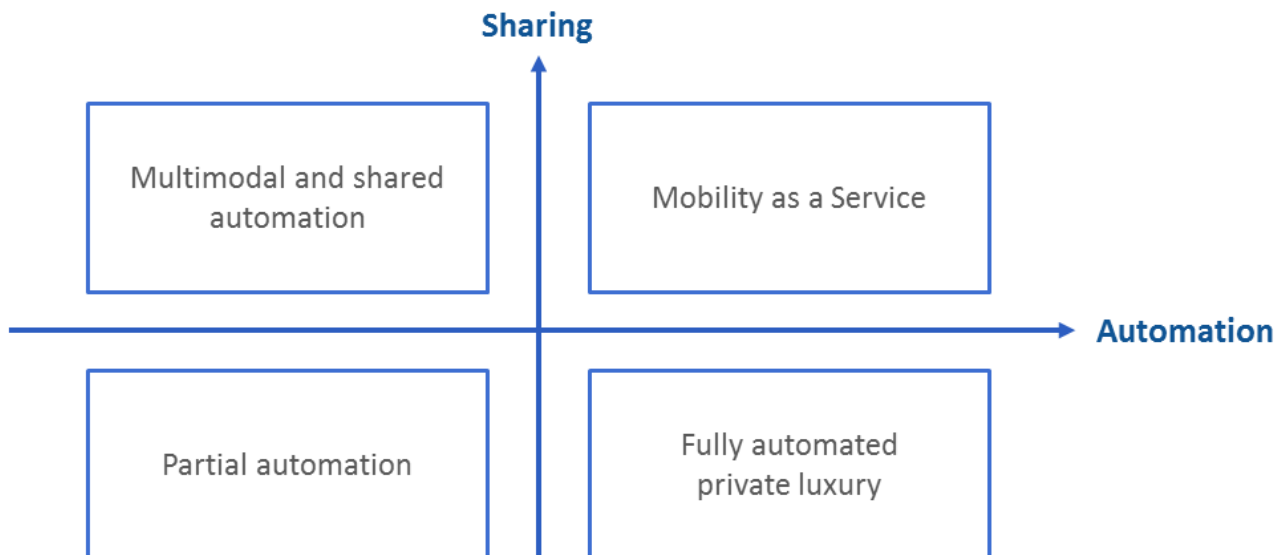 Sharing
Multimodal and shared
automation
Mobility as a Service
Automation
Partial automation
Fully automated
private luxury